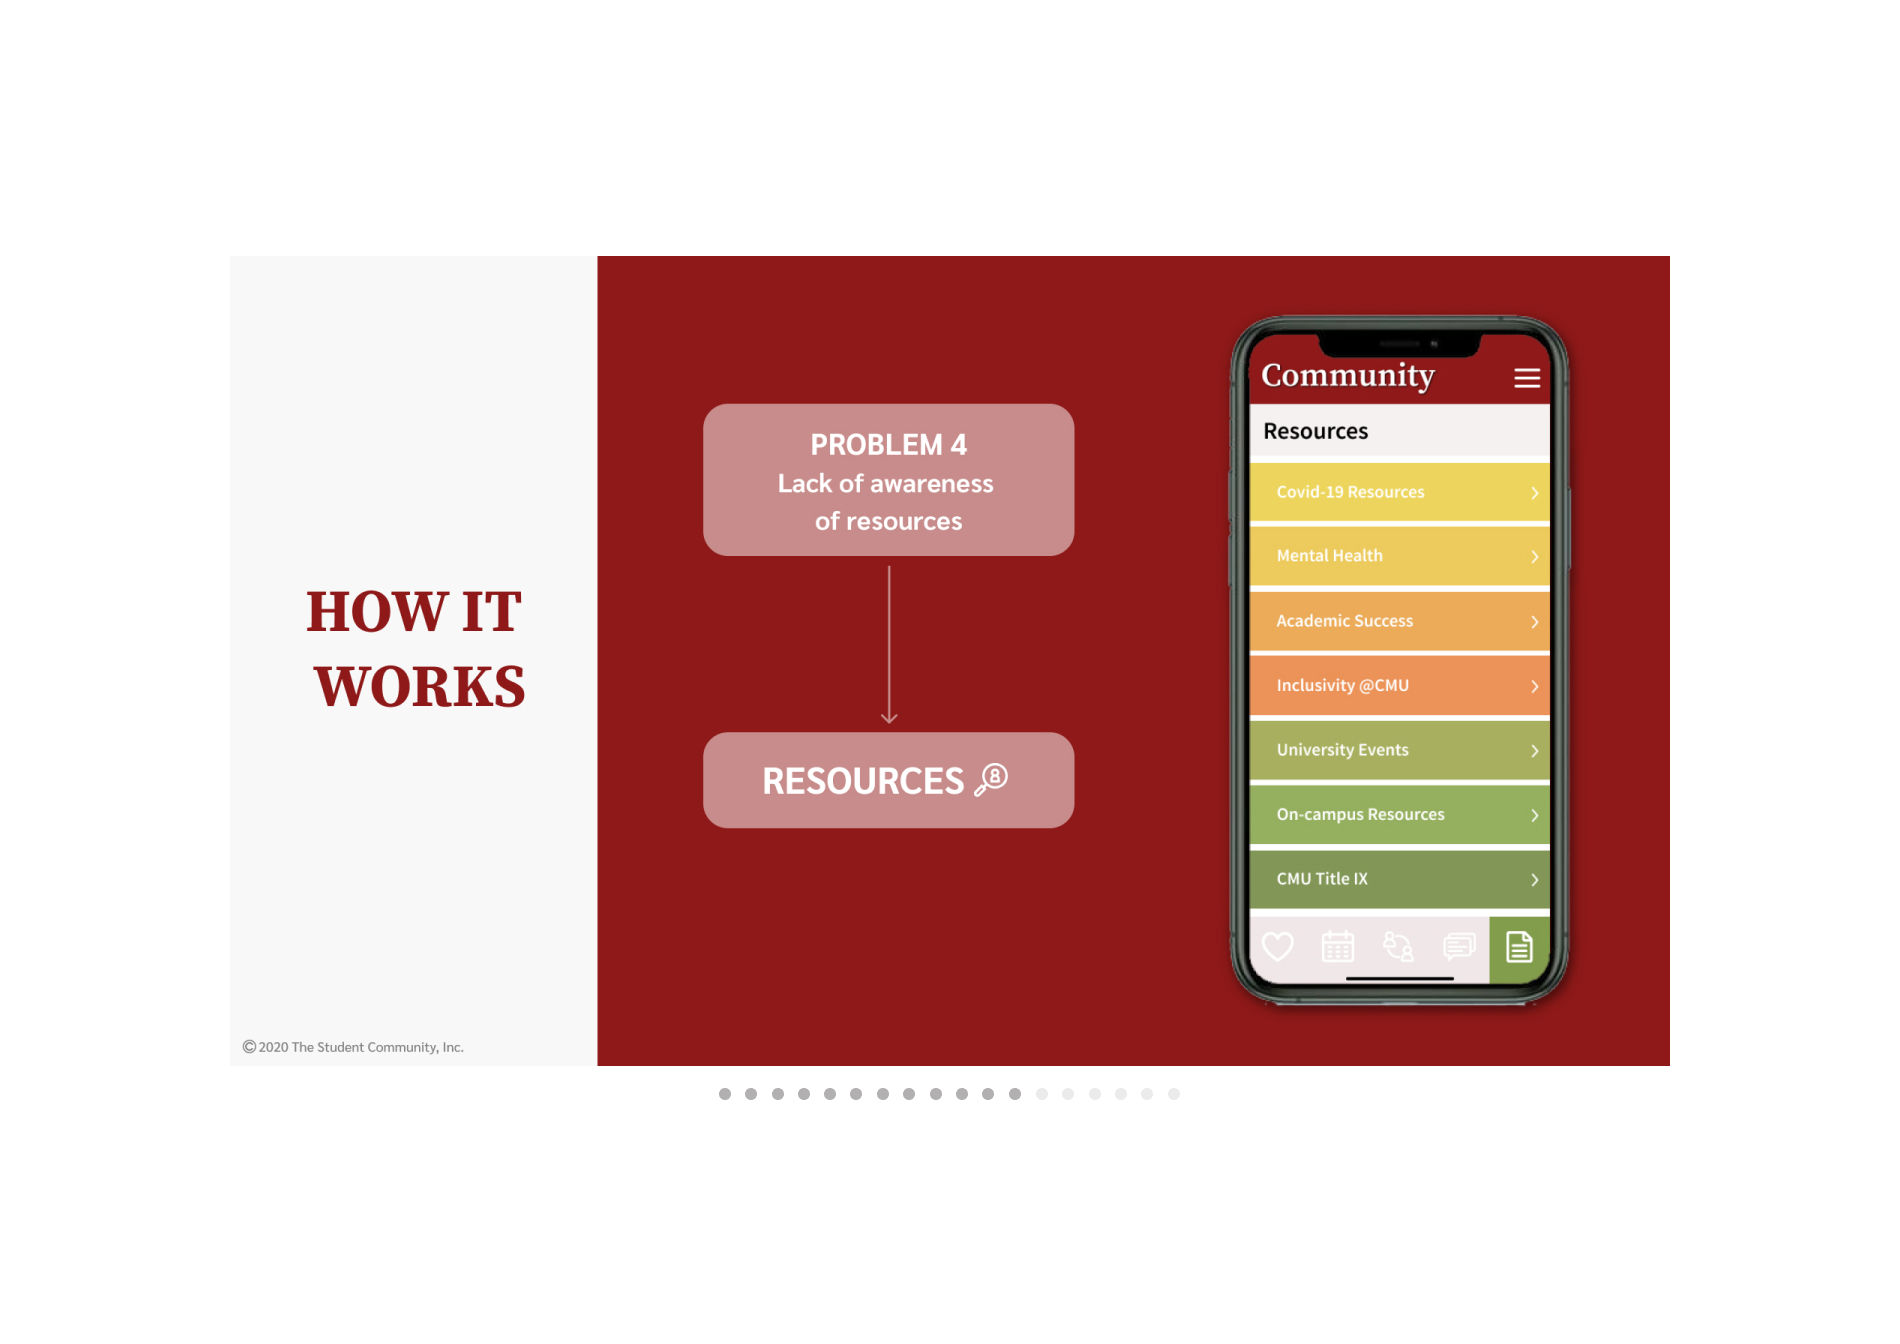 HOW IT
WORKS
© 2020 The Student Community, Inc.
PROBLEM 4
Lack of awareness
of resources
RESOURCES
Community
Resources
Covid-19 Resources
Mental Health
Academic Success
Inclusivity @CMU
University Events
On-campus Resources
CMU Title IX